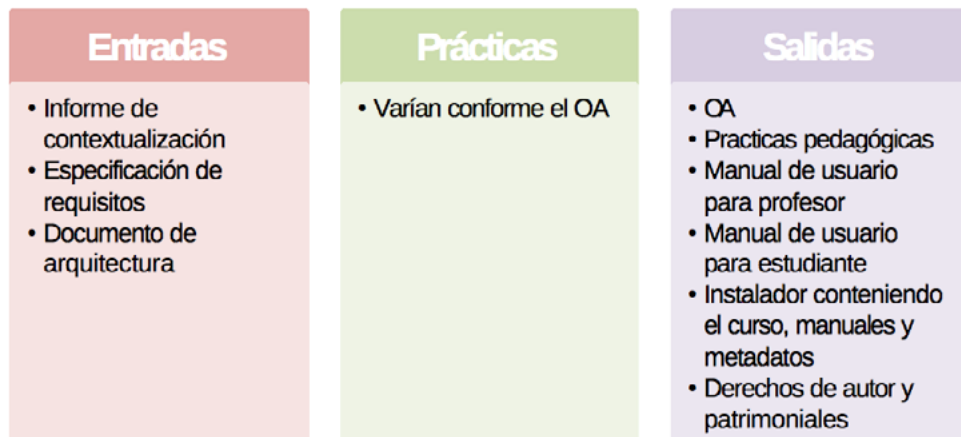 Entradas
• Informe de
contextualización
• Especificación de
requisitos
• Documento de
arquitectura
Prácticas
• Varían conforme el OA
Salidas
• OA
• Practicas pedagógicas
• Manual de usuario
para profesor
• Manual de usuario
para estudiante
• Instalador conteniendo
el curso, manuales y
metadatos
• Derechos de autor y
patrimoniales